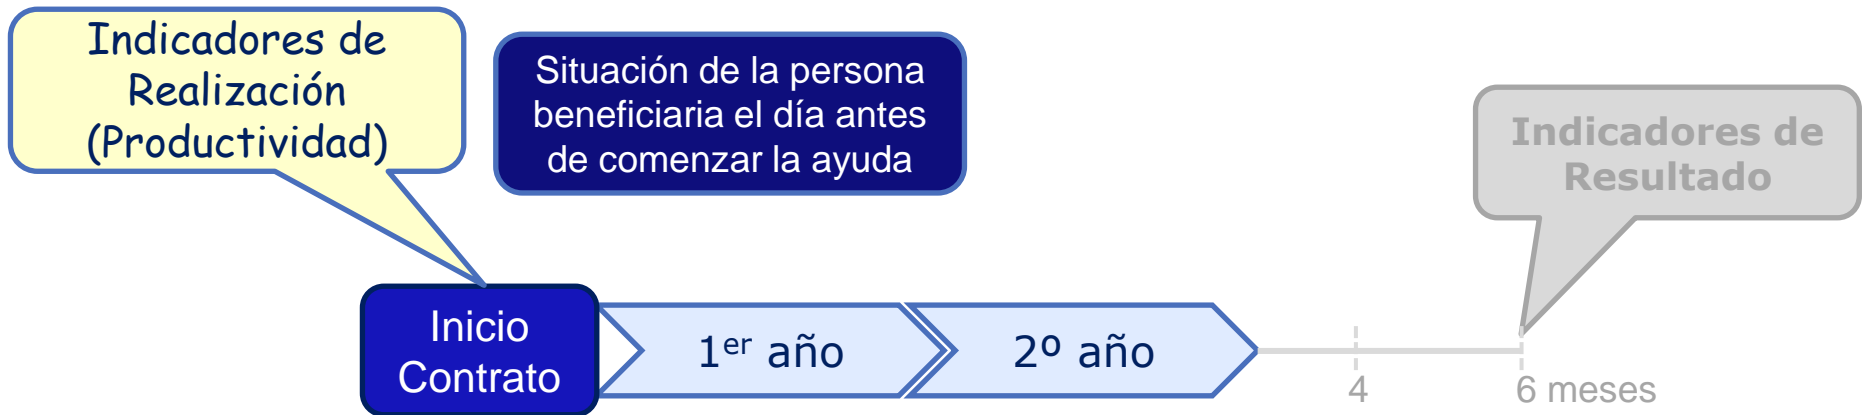 Indicadores de
Realización
(Productividad)
Situación de la persona
beneficiaria el día antes
de comenzar la ayuda
Indicadores de
Resultado
Inicio
Contrato
1er año
2º año
4
6 meses